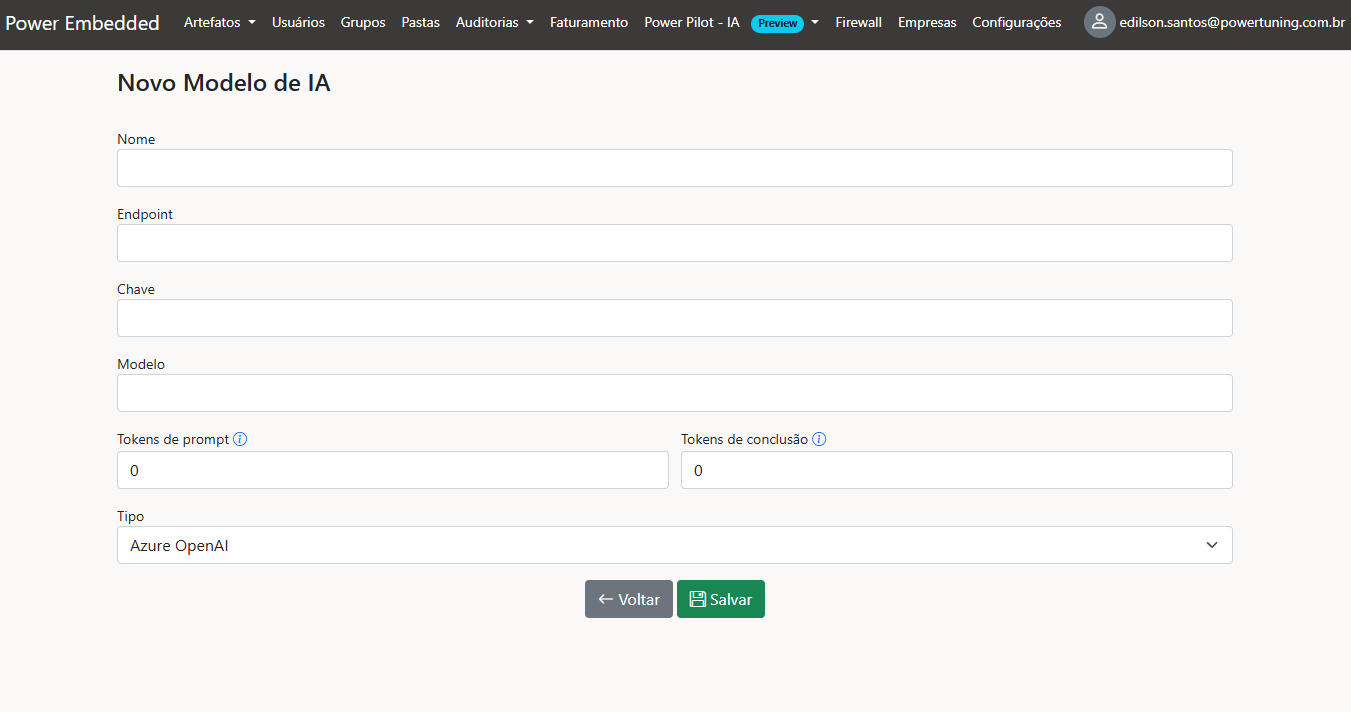 Power Embedded Artefatos Usuários Grupos Pastas Auditorias Faturamento Power Pilot - IA Preview Firewall Empresas Configurações edilson.santos@powertuning.com.br
Novo Modelo de IA
Nome
Endpoint
Chave
Modelo
Tokens de prompt Tokens de conclusão
0 0
Tipo
Azure OpenAI
Voltar Salvar